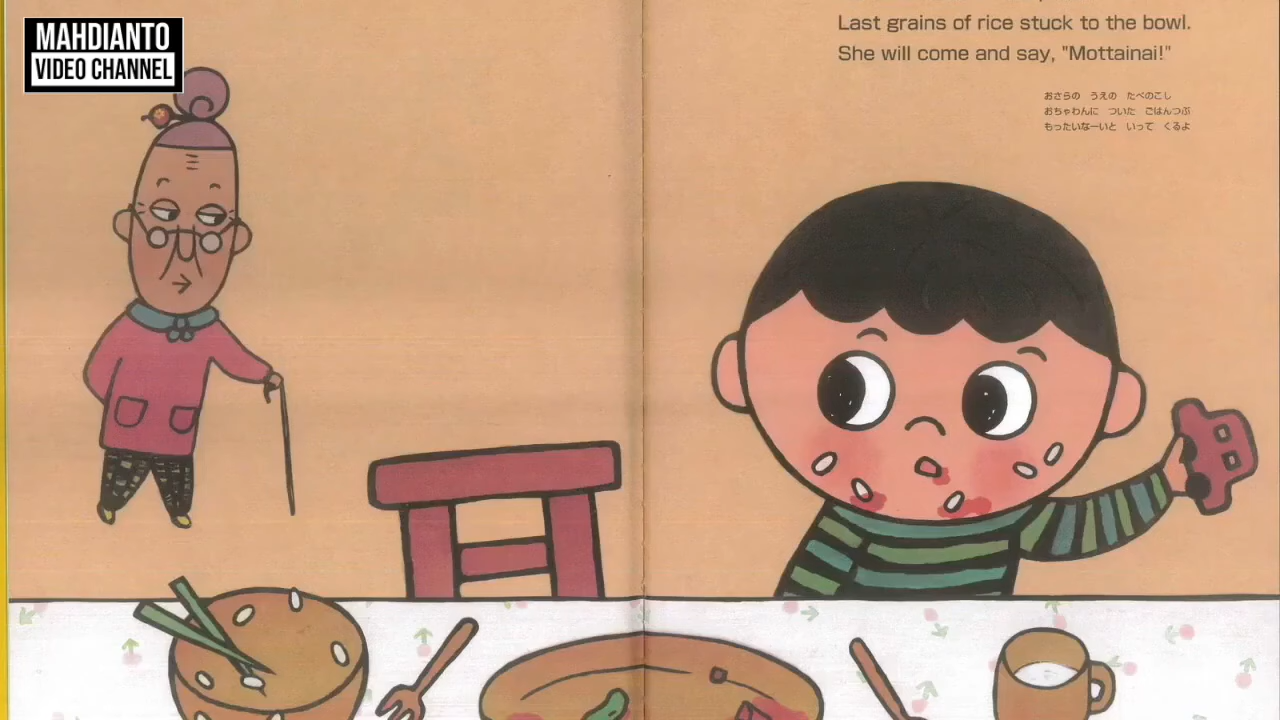 MAHDIANTO
VIDEO CHANNEL
Last grains of rice stuck to the bowl.
She will come and say, "Mottainai!"
おさらの うえの たべのこし
おちゃわんに ついた ごはんつぶ
もったいなーいと いって くるよ